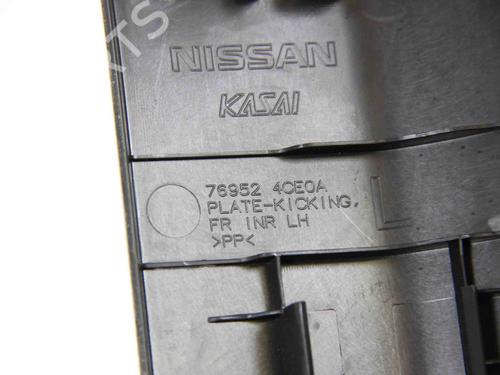 NISSAN
KASAI
76952 4CE0A
PLATE-KICKING,
FR INR LH
>PP<
L